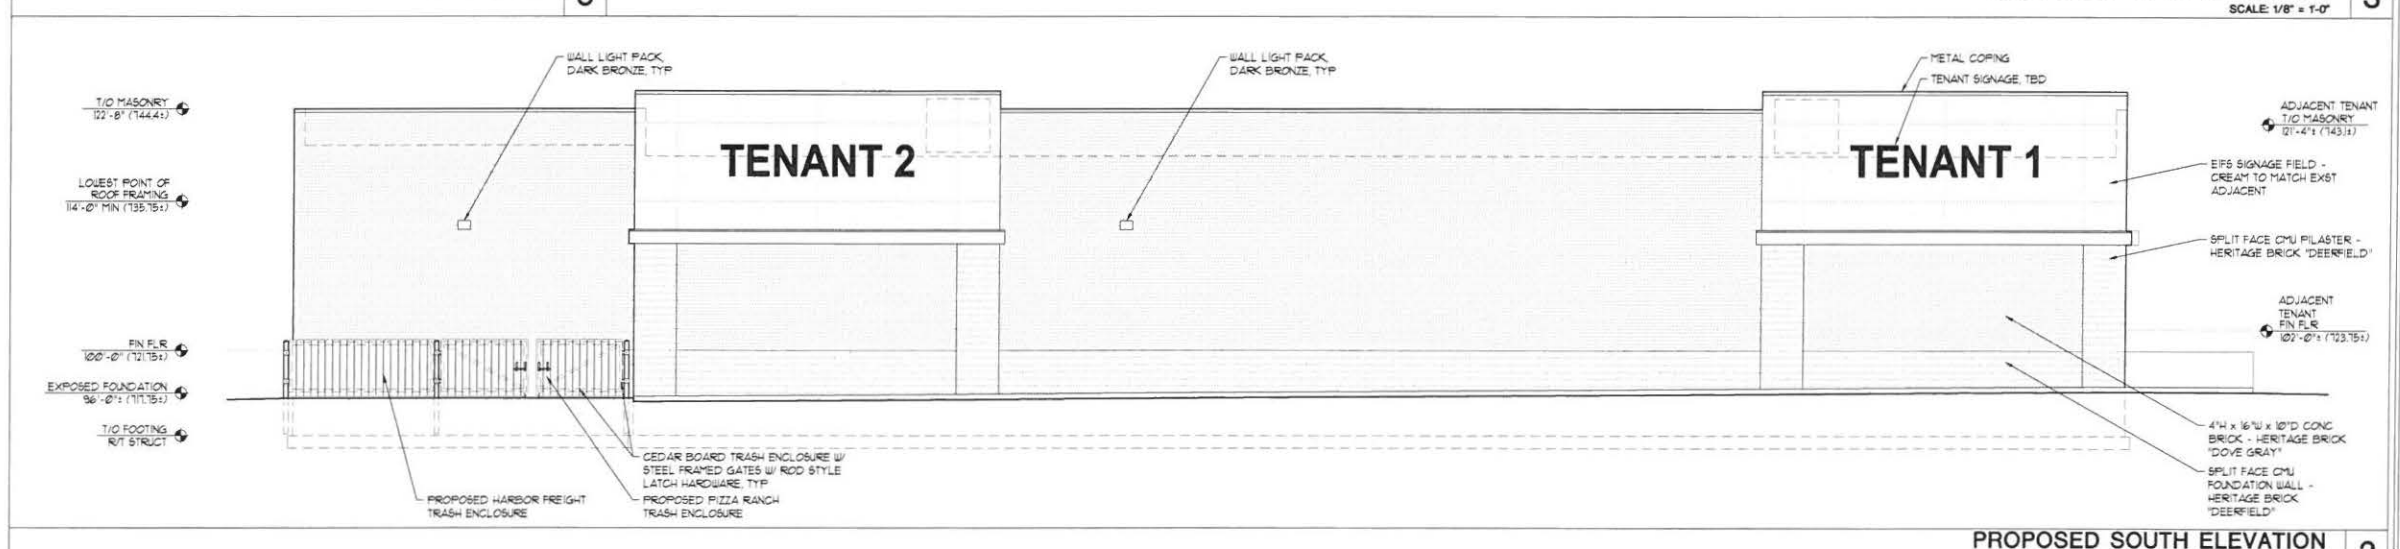 SCALE: 1/8" = 1'-0"
WALL LIGHT PACK,
DARK BRONZE, TYP
WALL LIGHT PACK,
DARK BRONZE, TYP
METAL COPING
TENANT SIGNAGE, TBD
T/O MASONRY
122'-8" (744.4±)
LOWEST POINT OF
ROOF FRAMING
114'-0" MIN (735.75±)
FIN FLR
100'-0" (721.75±)
EXPOSED FOUNDATION
96'-0"± (717.75±)
T/O FOOTING
R/T STRUCT
TENANT 2
TENANT 1
ADJACENT TENANT
T/O MASONRY
121'-4"± (743.1±)
EIFS SIGNAGE FIELD -
CREAM TO MATCH EXST
ADJACENT
SPLIT FACE CMU PILASTER -
HERITAGE BRICK "DEERFIELD"
ADJACENT
TENANT
FIN FLR
102'-0"± (723.75±)
4"H x 16"W x 10"D CONC
BRICK - HERITAGE BRICK
"DOVE GRAY"
SPLIT FACE CMU
FOUNDATION WALL -
HERITAGE BRICK
"DEERFIELD"
CEDAR BOARD TRASH ENCLOSURE W/
STEEL FRAMED GATES W/ ROD STYLE
LATCH HARDWARE, TYP
PROPOSED HARBOR FREIGHT
TRASH ENCLOSURE
PROPOSED PIZZA RANCH
TRASH ENCLOSURE
PROPOSED SOUTH ELEVATION